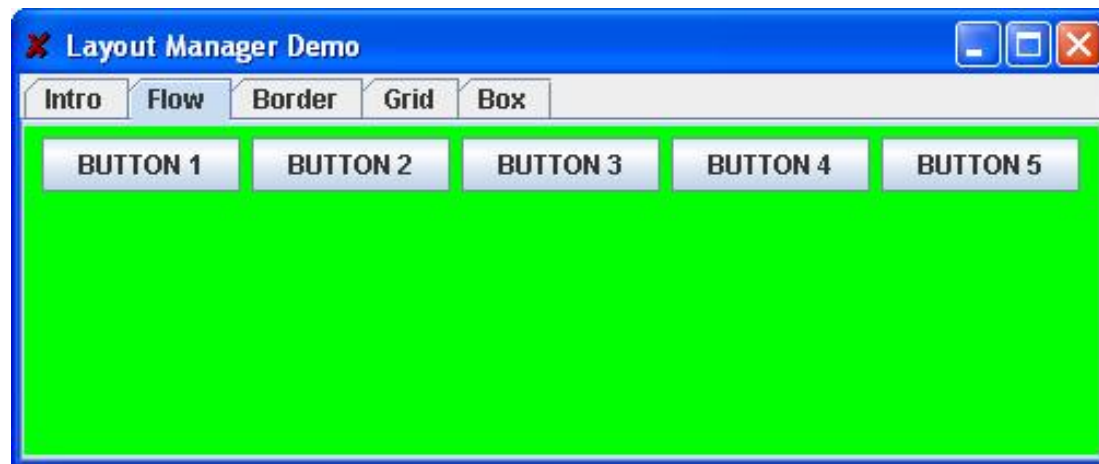 Layout Manager Demo
Intro Flow Border Grid Box
BUTTON 1 BUTTON 2 BUTTON 3 BUTTON 4 BUTTON 5